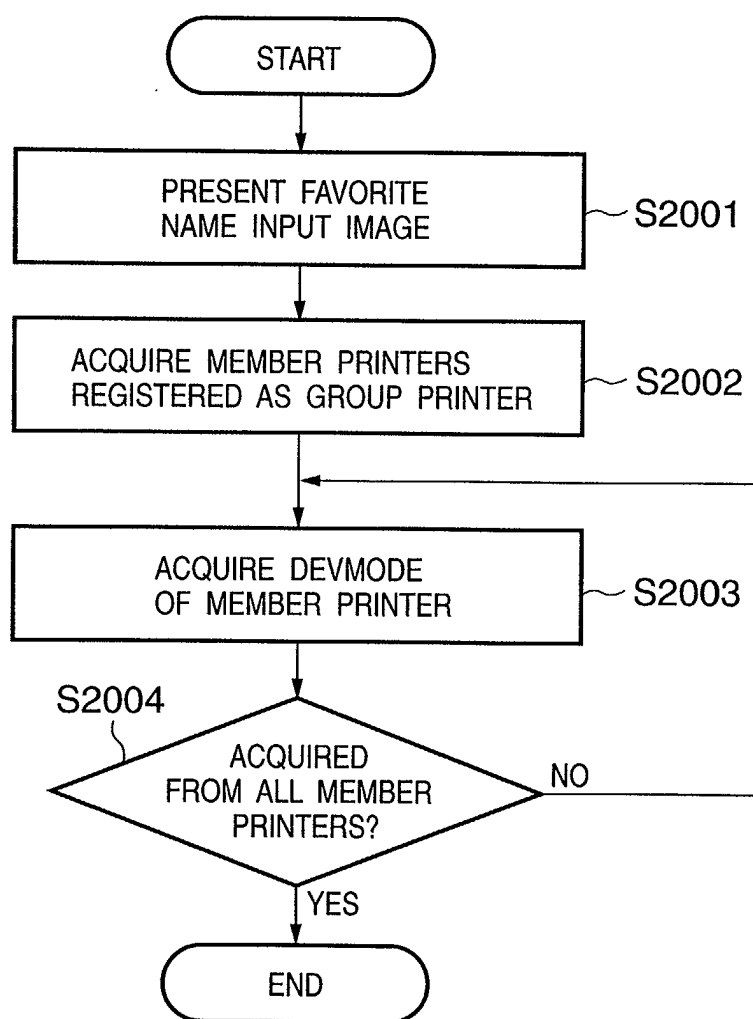 START
PRESENT FAVORITE
NAME INPUT IMAGE
S2001
ACQUIRE MEMBER PRINTERS
REGISTERED AS GROUP PRINTER
S2002
ACQUIRE DEVMODE
OF MEMBER PRINTER
S2003
S2004
ACQUIRED
FROM ALL MEMBER
PRINTERS?
NO
YES
END